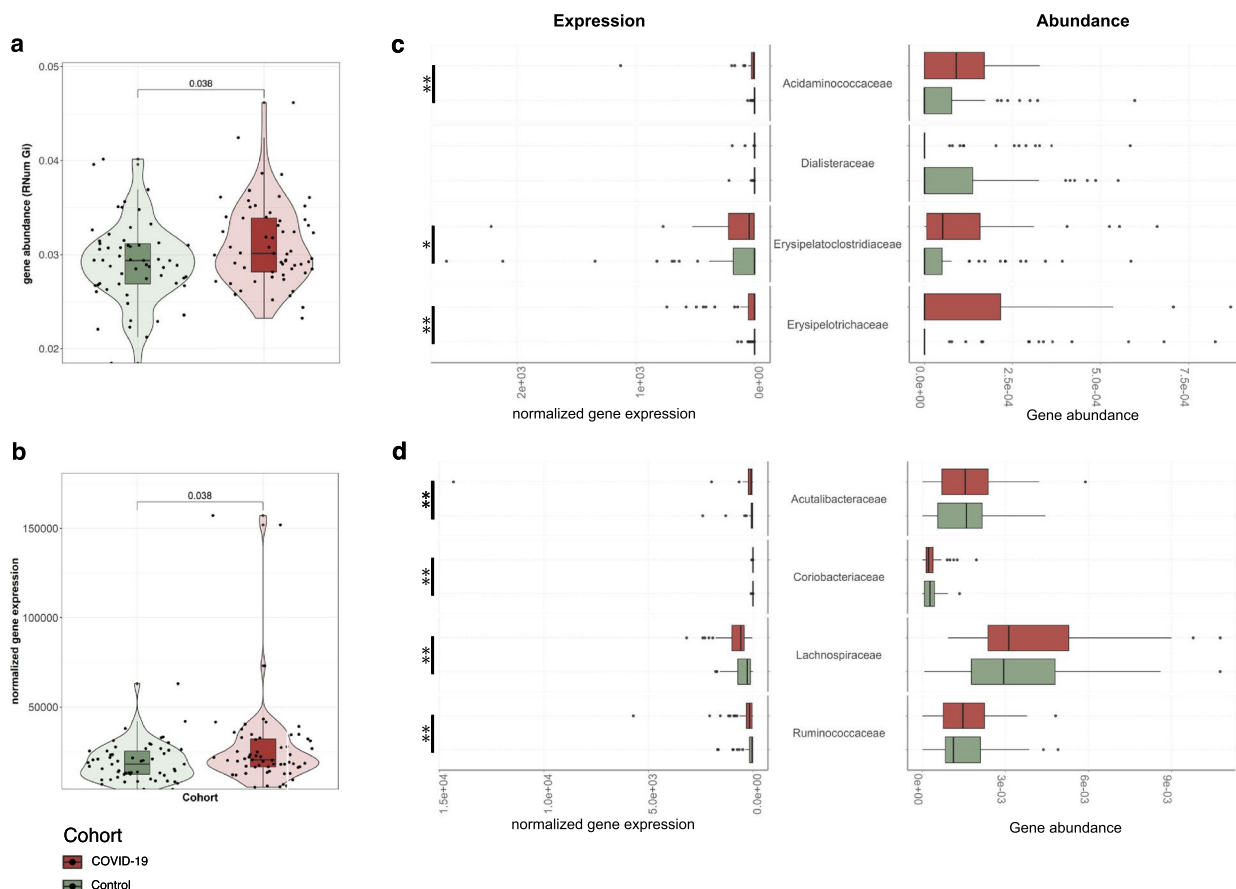 Expression
Abundance
a
0.05
0.04
0.03
0.02
gene abundance (RNum Gi)
0.038
b
150000
100000
50000
normalized gene expression
0.038
Cohort
Cohort
COVID-19
Control
c
**
*
**
Acidaminococcaceae
Dialisteraceae
Erysipelatoclostridiaceae
Erysipelotrichaceae
2e+03
1e+03
0e+00
normalized gene expression
0.0e+00
2.5e-04
5.0e-04
7.5e-04
Gene abundance
d
**
**
**
**
Acutalibacteraceae
Coriobacteriaceae
Lachnospiraceae
Ruminococcaceae
1.5e+04
1.0e+04
5.0e+03
0.0e+00
normalized gene expression
0e+00
3e-03
6e-03
9e-03
Gene abundance